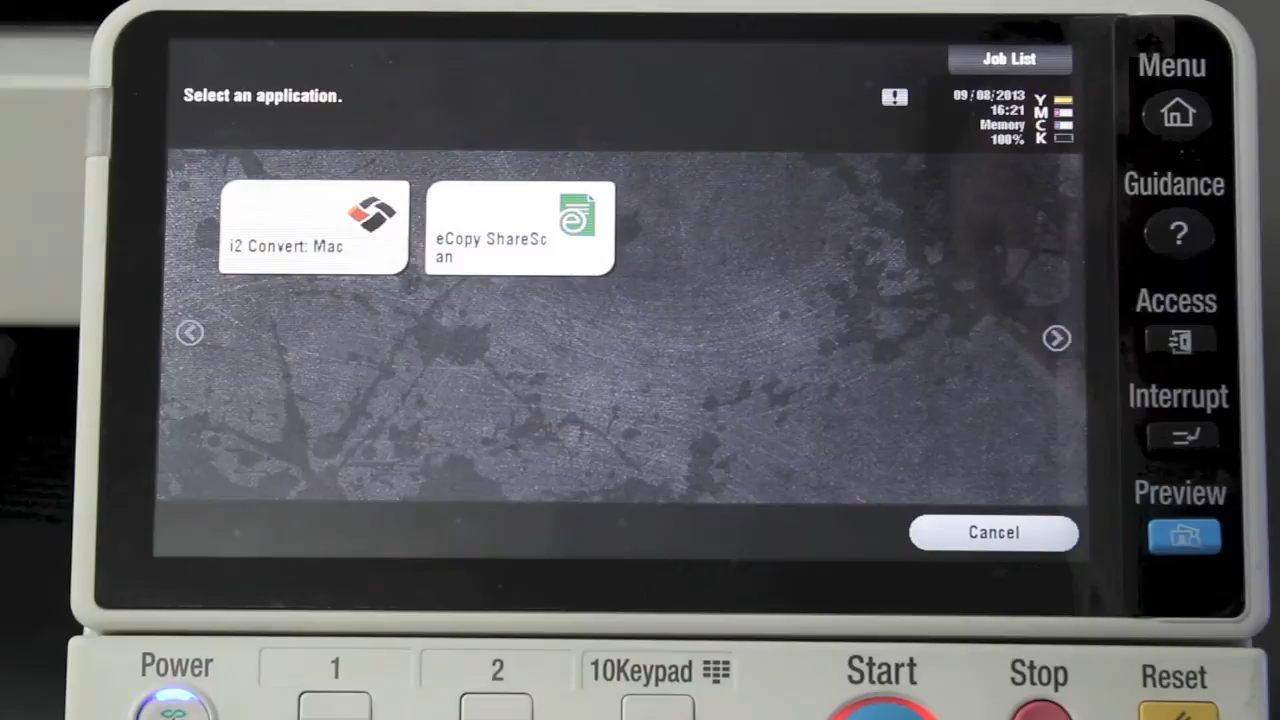 Job List
Menu
Select an application.
09/08/2013
16:21
Memory
100%
Y
M
C
K
Guidance
?
i2 Convert: Mac
eCopy ShareSc
an
Access
Interrupt
Preview
Cancel
Power
1
2
10Keypad
Start
Stop
Reset